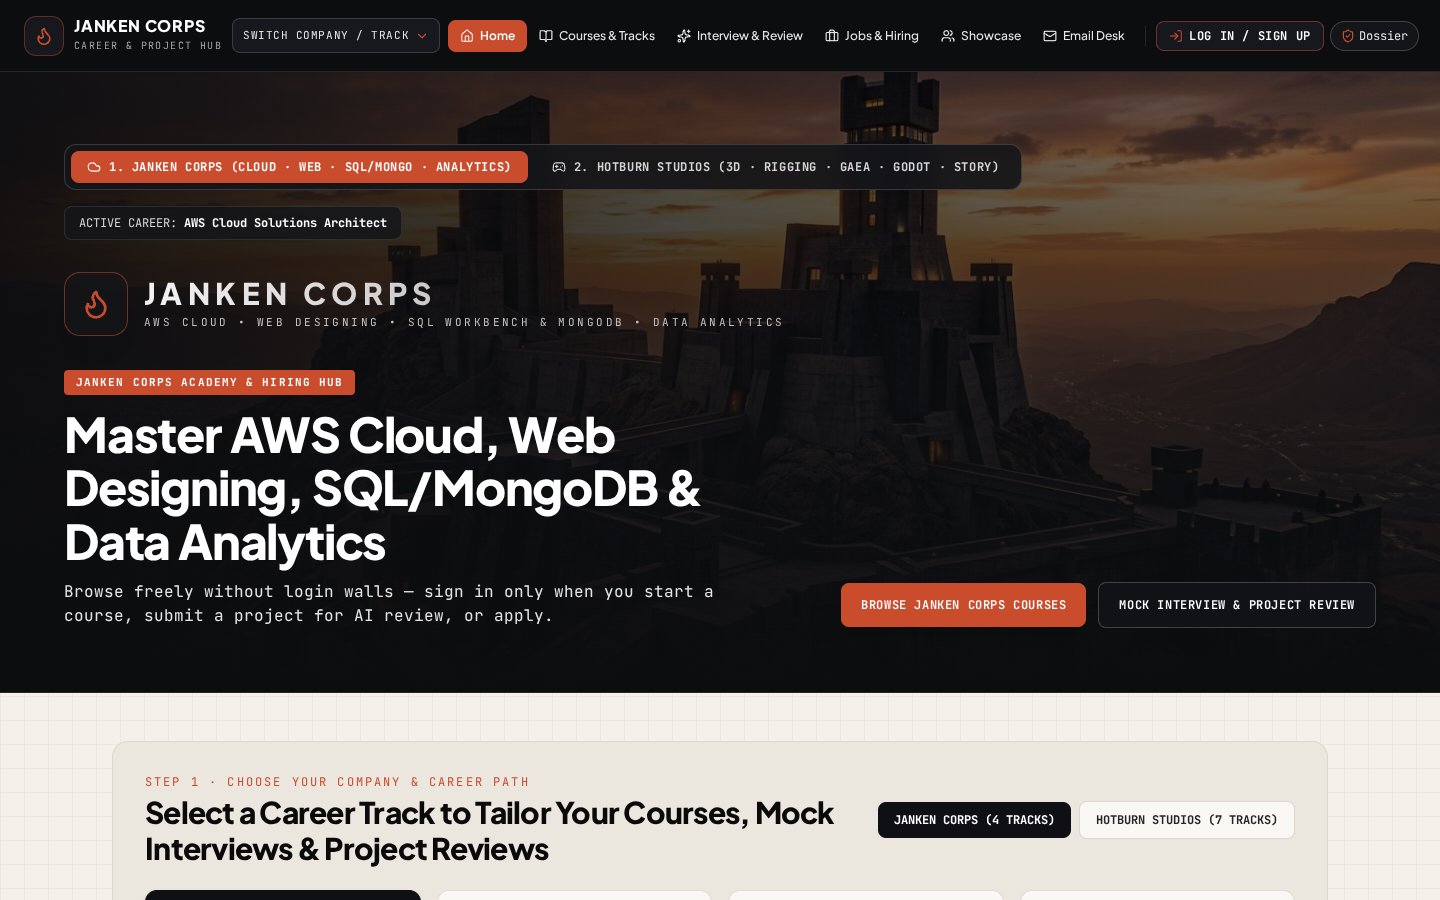 JANKEN CORPS
CAREER & PROJECT HUB
SWITCH COMPANY / TRACK
Home
Courses & Tracks
Interview & Review
Jobs & Hiring
Showcase
Email Desk
LOG IN / SIGN UP
Dossier
1. JANKEN CORPS (CLOUD · WEB · SQL/MONGO · ANALYTICS)
2. HOTBURN STUDIOS (3D · RIGGING · GAEA · GODOT · STORY)
ACTIVE CAREER: AWS Cloud Solutions Architect
JANKEN CORPS
AWS CLOUD • WEB DESIGNING • SQL WORKBENCH & MONGODB • DATA ANALYTICS
JANKEN CORPS ACADEMY & HIRING HUB
Master AWS Cloud, Web
Designing, SQL/MongoDB &
Data Analytics
Browse freely without login walls — sign in only when you start a
course, submit a project for AI review, or apply.
BROWSE JANKEN CORPS COURSES
MOCK INTERVIEW & PROJECT REVIEW
STEP 1 · CHOOSE YOUR COMPANY & CAREER PATH
Select a Career Track to Tailor Your Courses, Mock
Interviews & Project Reviews
JANKEN CORPS (4 TRACKS)
HOTBURN STUDIOS (7 TRACKS)